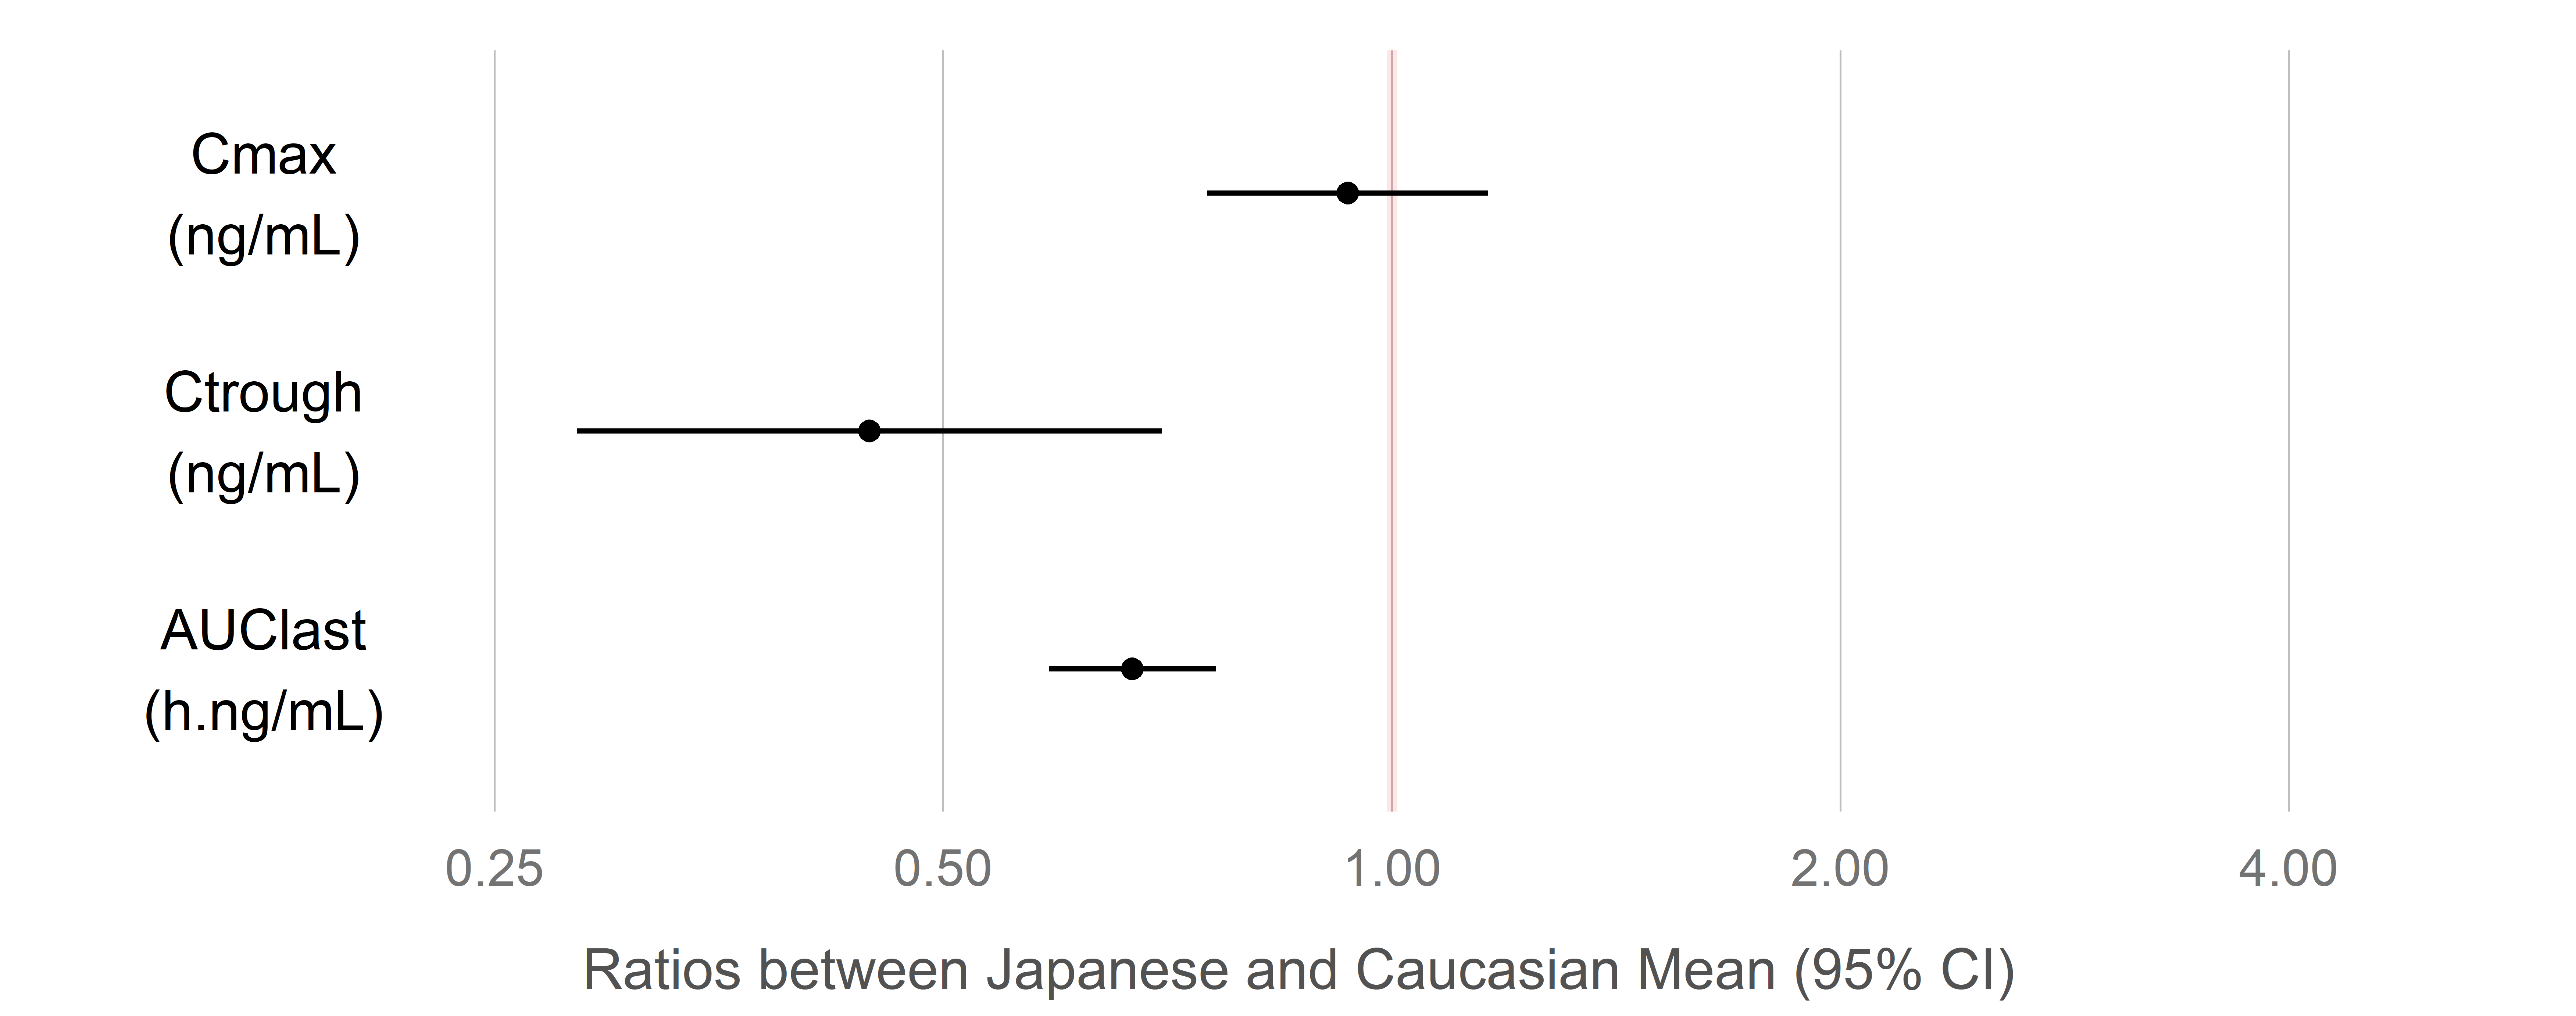 Cmax
(ng/mL)
Ctrough
(ng/mL)
AUClast
(h.ng/mL)
0.25 0.50 1.00 2.00 4.00
Ratios between Japanese and Caucasian Mean (95% CI)